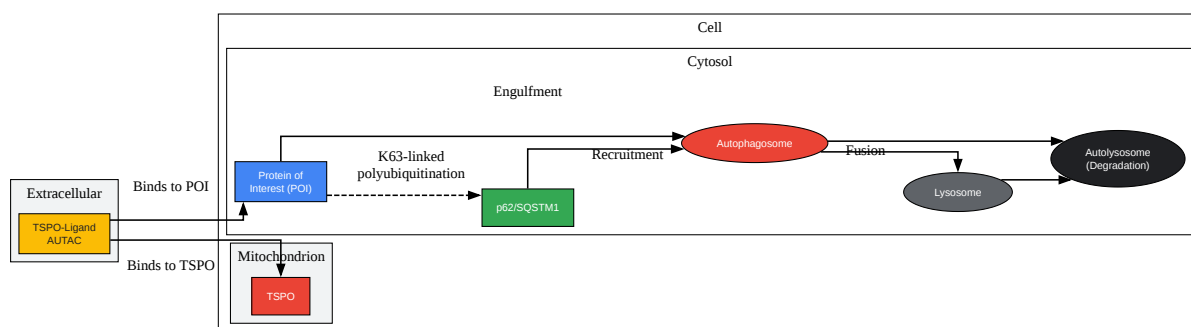 Cell
Cytosol
Engulfment
Autophagosome
Autolysosome
(Degradation)
Recruitment
Fusion
K63-linked
polyubiquitination
Protein of
Interest (POI)
Lysosome
p62/SQSTM1
Binds to POI
Extracellular
TSPO-Ligand
AUTAC
Binds to TSPO
Mitochondrion
TSPO